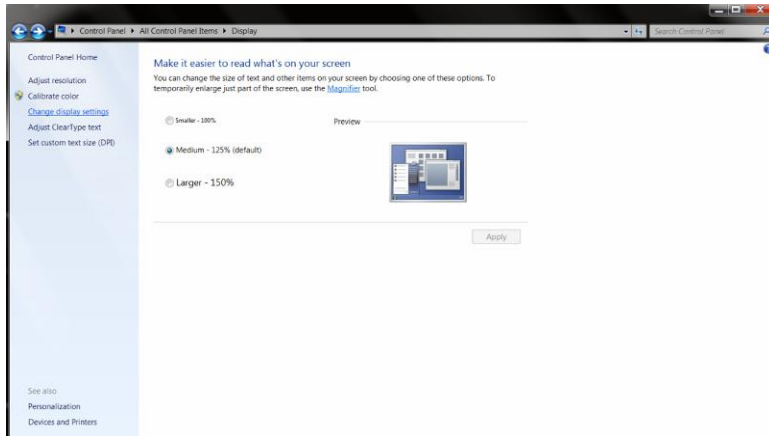 Control Panel ▸ All Control Panel Items ▸ Display
Search Control Panel
Control Panel Home
Adjust resolution
Calibrate color
Change display settings
Adjust ClearType text
Set custom text size (DPI)
Make it easier to read what's on your screen
You can change the size of text and other items on your screen by choosing one of these options. To
temporarily enlarge just part of the screen, use the Magnifier tool.
Smaller - 100%
Preview
Medium - 125% (default)
Larger - 150%
Apply
See also
Personalization
Devices and Printers